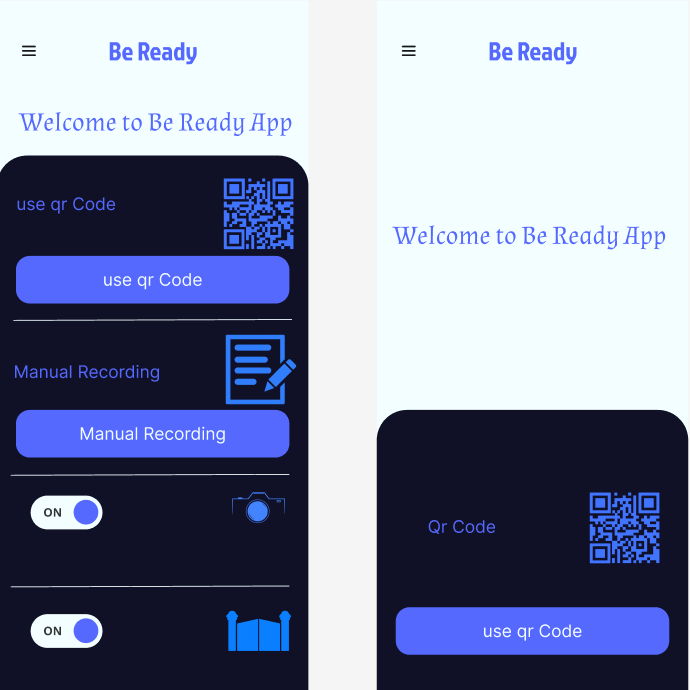 Be Ready
Welcome to Be Ready App
use qr Code
use qr Code
Manual Recording
Manual Recording
ON
ON
Be Ready
Welcome to Be Ready App
Qr Code
use qr Code